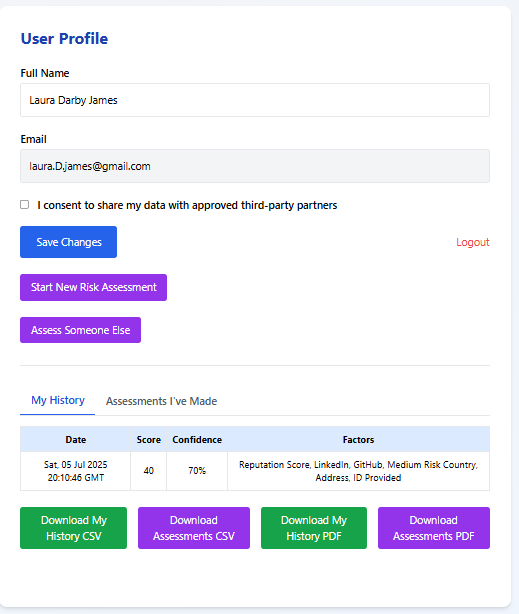 User Profile
Full Name
Laura Darby James
Email
laura.D.james@gmail.com
I consent to share my data with approved third-party partners
Save Changes
Logout
Start New Risk Assessment
Assess Someone Else
My History
Assessments I've Made
Date
Score
Confidence
Factors
Sat, 05 Jul 2025
20:10:46 GMT
40
70%
Reputation Score, LinkedIn, GitHub, Medium Risk Country,
Address, ID Provided
Download My
History CSV
Download
Assessments CSV
Download My
History PDF
Download
Assessments PDF